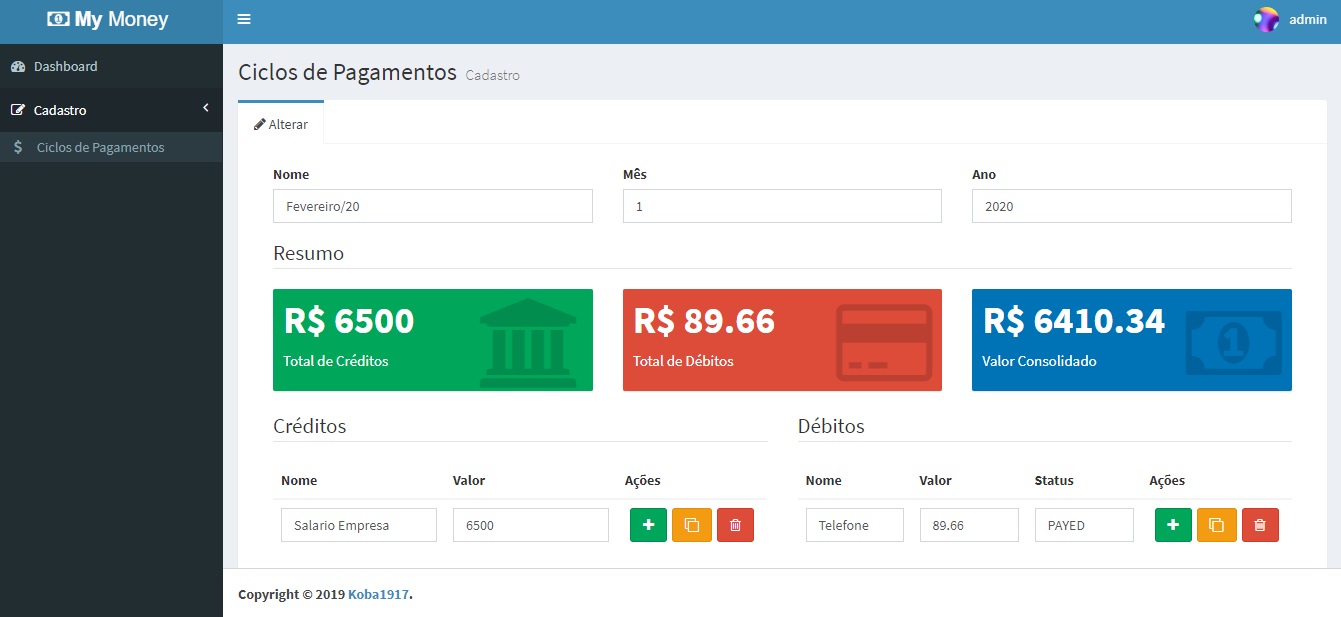 My Money
admin
Dashboard
Cadastro
Ciclos de Pagamentos
Ciclos de Pagamentos Cadastro
Alterar
Nome Mês Ano
Fevereiro/20 1 2020
Resumo
R$ 6500
Total de Créditos
R$ 89.66
Total de Débitos
R$ 6410.34
Valor Consolidado
Créditos
Nome Valor Ações
Salario Empresa 6500
Débitos
Nome Valor Status Ações
Telefone 89.66 PAYED
Copyright © 2019 Koba1917.